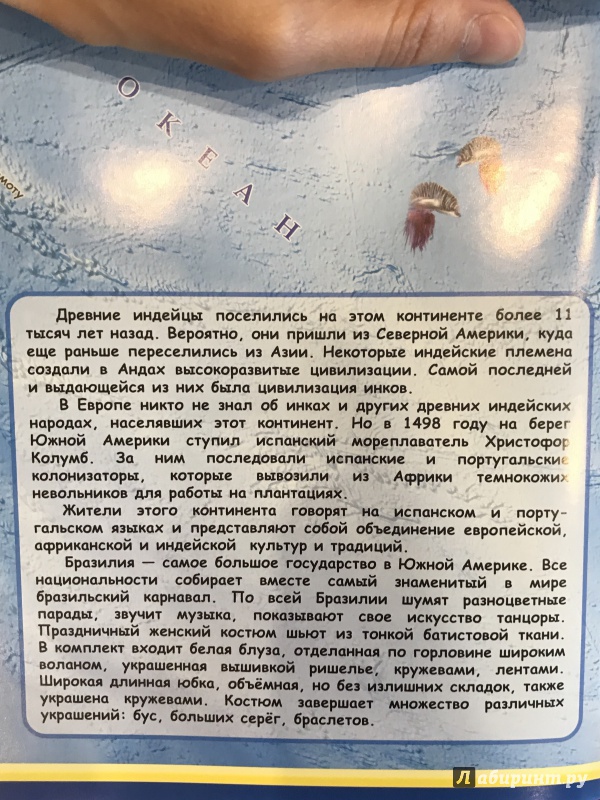 ОКЕАН
МОТУ
Древние индейцы поселились на этом континенте более 11
тысяч лет назад. Вероятно, они пришли из Северной Америки, куда
еще раньше переселились из Азии. Некоторые индейские племена
создали в Андах высокоразвитые цивилизации. Самой последней
и выдающейся из них была цивилизация инков.
В Европе никто не знал об инках и других древних индейских
народах, населявших этот континент. Но в 1498 году на берег
Южной Америки ступил испанский мореплаватель Христофор
Колумб. За ним последовали испанские и португальские
колонизаторы, которые вывозили из Африки темнокожих
невольников для работы на плантациях.
Жители этого континента говорят на испанском и порту-
гальском языках и представляют собой объединение европейской,
африканской и индейской культур и традиций.
Бразилия — самое большое государство в Южной Америке. Все
национальности собирает вместе самый знаменитый в мире
бразильский карнавал. По всей Бразилии шумят разноцветные
парады, звучит музыка, показывают свое искусство танцоры.
Праздничный женский костюм шьют из тонкой батистовой ткани.
В комплект входит белая блуза, отделанная по горловине широким
воланом, украшенная вышивкой ришелье, кружевами, лентами.
Широкая длинная юбка, объёмная, но без излишних складок, также
украшена кружевами. Костюм завершает множество различных
украшений: бус, больших серёг, браслетов.
Лабиринт.ру